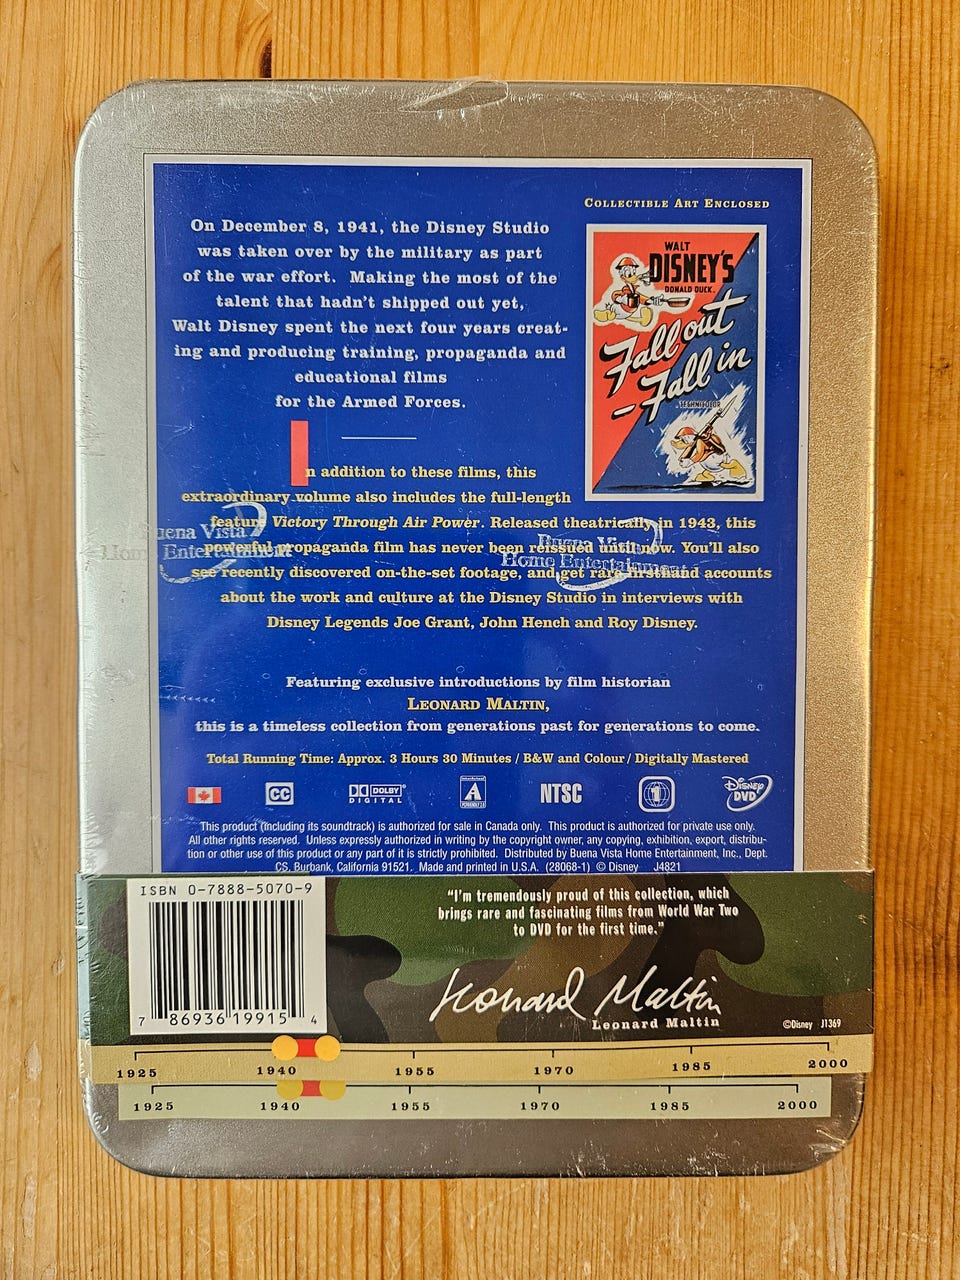 COLLECTIBLE ART ENCLOSED
On December 8, 1941, the Disney Studio
was taken over by the military as part
of the war effort. Making the most of the
talent that hadn't shipped out yet,
Walt Disney spent the next four years creat-
ing and producing training, propaganda and
educational films
for the Armed Forces.
WALT
DISNEY'S
DONALD DUCK
Fall out
– Fall in
TECHNICOLOR
In addition to these films, this
extraordinary volume also includes the full-length
feature Victory Through Air Power. Released theatrically in 1943, this
powerful propaganda film has never been reissued until now. You'll also
see recently discovered on-the-set footage, and get rare firsthand accounts
about the work and culture at the Disney Studio in interviews with
Disney Legends Joe Grant, John Hench and Roy Disney.
Buena Vista
Home Entertainment
Buena Vista
Home Entertainment
Featuring exclusive introductions by film historian
LEONARD MALTIN,
this is a timeless collection from generations past for generations to come.
Total Running Time: Approx. 3 Hours 30 Minutes / B&W and Colour / Digitally Mastered
CC
DOLBY
DIGITAL
A
NTSC
1
DISNEY
DVD
This product (including its soundtrack) is authorized for sale in Canada only. This product is authorized for private use only.
All other rights reserved. Unless expressly authorized in writing by the copyright owner, any copying, exhibition, export, distribu-
tion or other use of this product or any part of it is strictly prohibited. Distributed by Buena Vista Home Entertainment, Inc., Dept.
CS, Burbank, California 91521. Made and printed in U.S.A. (28068-1) © Disney J4821
ISBN 0-7888-5070-9
7 86936 19915 4
"I'm tremendously proud of this collection, which
brings rare and fascinating films from World War Two
to DVD for the first time."
Leonard Maltin
Leonard Maltin
©Disney J1369
1925 1940 1955 1970 1985 2000
1925 1940 1955 1970 1985 2000